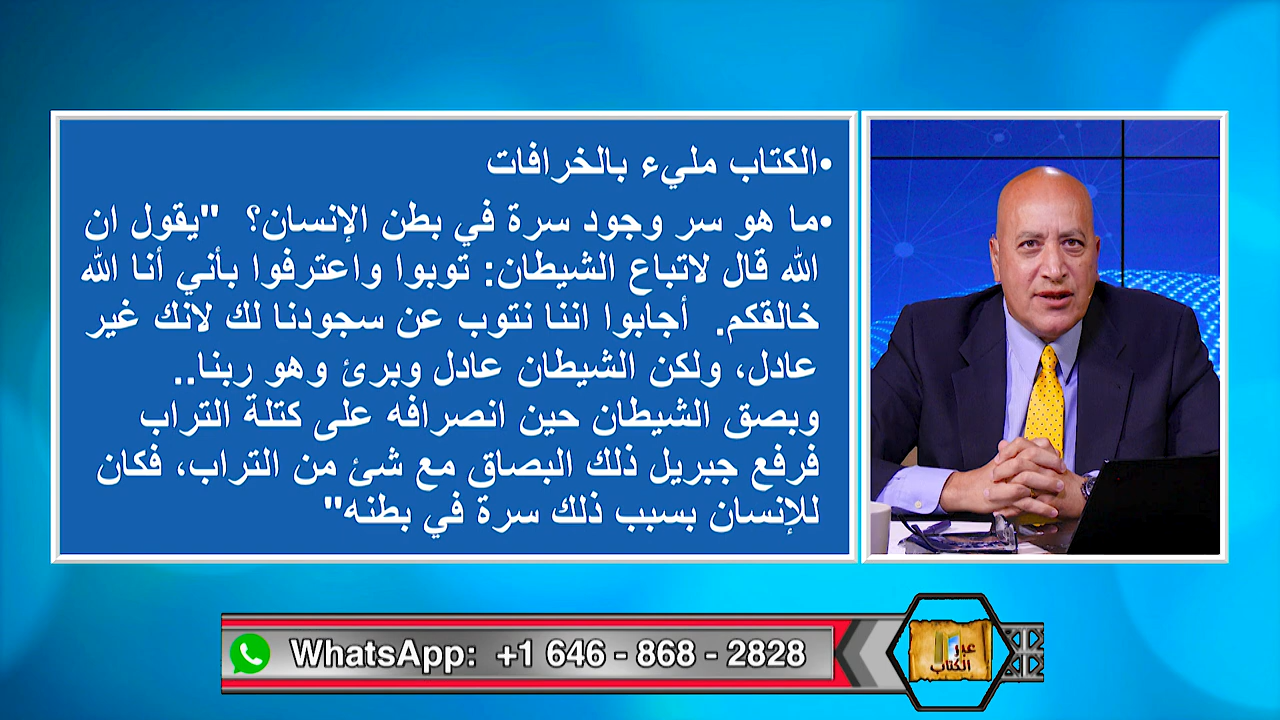 •الكتاب مليء بالخرافات
•ما هو سر وجود سرة في بطن الإنسان؟ "يقول ان
الله قال لاتباع الشيطان: توبوا واعترفوا بأني أنا الله
خالقكم. أجابوا اننا نتوب عن سجودنا لك لانك غير
عادل، ولكن الشيطان عادل وبرئ وهو ربنا..
وبصق الشيطان حين انصرافه على كتلة التراب
فرفع جبريل ذلك البصاق مع شئ من التراب، فكان
للإنسان بسبب ذلك سرة في بطنه"
WhatsApp: +1 646 - 868 - 2828
عبر
الكتاب